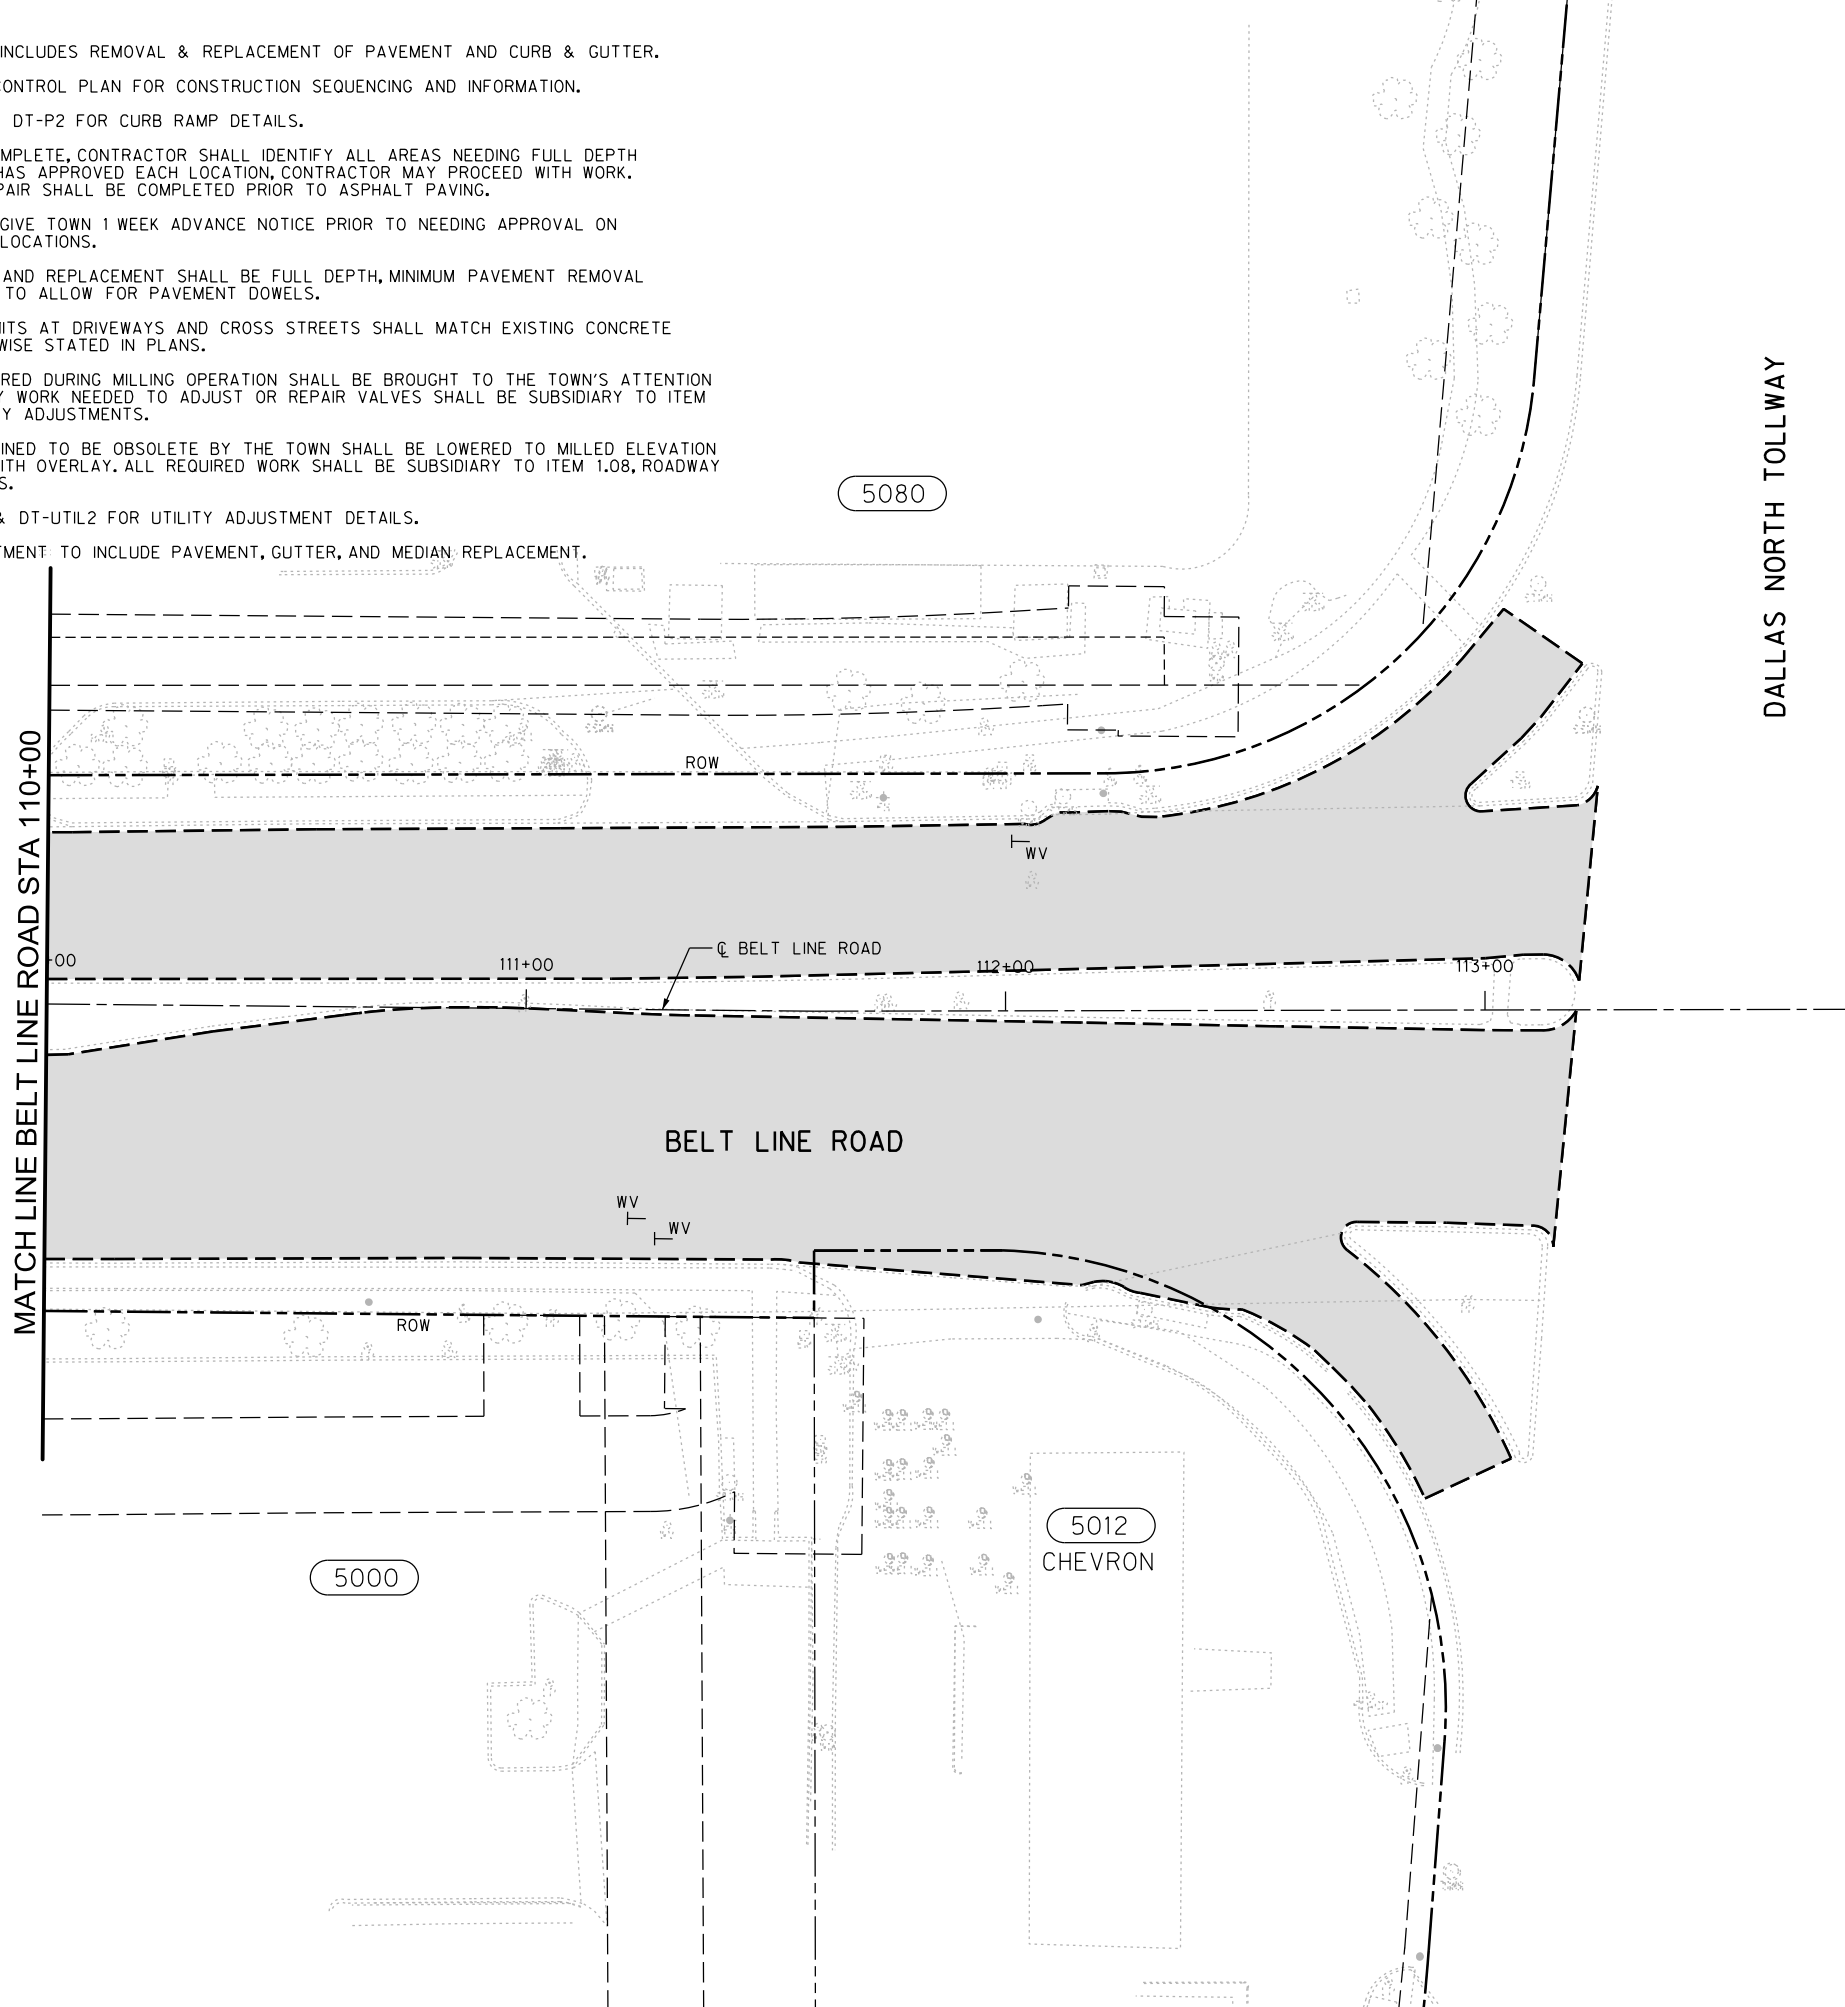 INCLUDES REMOVAL & REPLACEMENT OF PAVEMENT AND CURB & GUTTER.
CONTROL PLAN FOR CONSTRUCTION SEQUENCING AND INFORMATION.
DT-P2 FOR CURB RAMP DETAILS.
MPLETE, CONTRACTOR SHALL IDENTIFY ALL AREAS NEEDING FULL DEPTH
HAS APPROVED EACH LOCATION, CONTRACTOR MAY PROCEED WITH WORK.
PAIR SHALL BE COMPLETED PRIOR TO ASPHALT PAVING.
GIVE TOWN 1 WEEK ADVANCE NOTICE PRIOR TO NEEDING APPROVAL ON
LOCATIONS.
AND REPLACEMENT SHALL BE FULL DEPTH, MINIMUM PAVEMENT REMOVAL
TO ALLOW FOR PAVEMENT DOWELS.
MITS AT DRIVEWAYS AND CROSS STREETS SHALL MATCH EXISTING CONCRETE
WISE STATED IN PLANS.
RED DURING MILLING OPERATION SHALL BE BROUGHT TO THE TOWN'S ATTENTION
Y WORK NEEDED TO ADJUST OR REPAIR VALVES SHALL BE SUBSIDIARY TO ITEM
Y ADJUSTMENTS.
INED TO BE OBSOLETE BY THE TOWN SHALL BE LOWERED TO MILLED ELEVATION
ITH OVERLAY. ALL REQUIRED WORK SHALL BE SUBSIDIARY TO ITEM 1.08, ROADWAY
S.
& DT-UTIL2 FOR UTILITY ADJUSTMENT DETAILS.
TMENT TO INCLUDE PAVEMENT, GUTTER, AND MEDIAN REPLACEMENT.
5080
DALLAS NORTH TOLLWAY
MATCH LINE BELT LINE ROAD STA 110+00
ROW
WV
℄ BELT LINE ROAD
+00
111+00
112+00
113+00
BELT LINE ROAD
WV
WV
ROW
5012
CHEVRON
5000